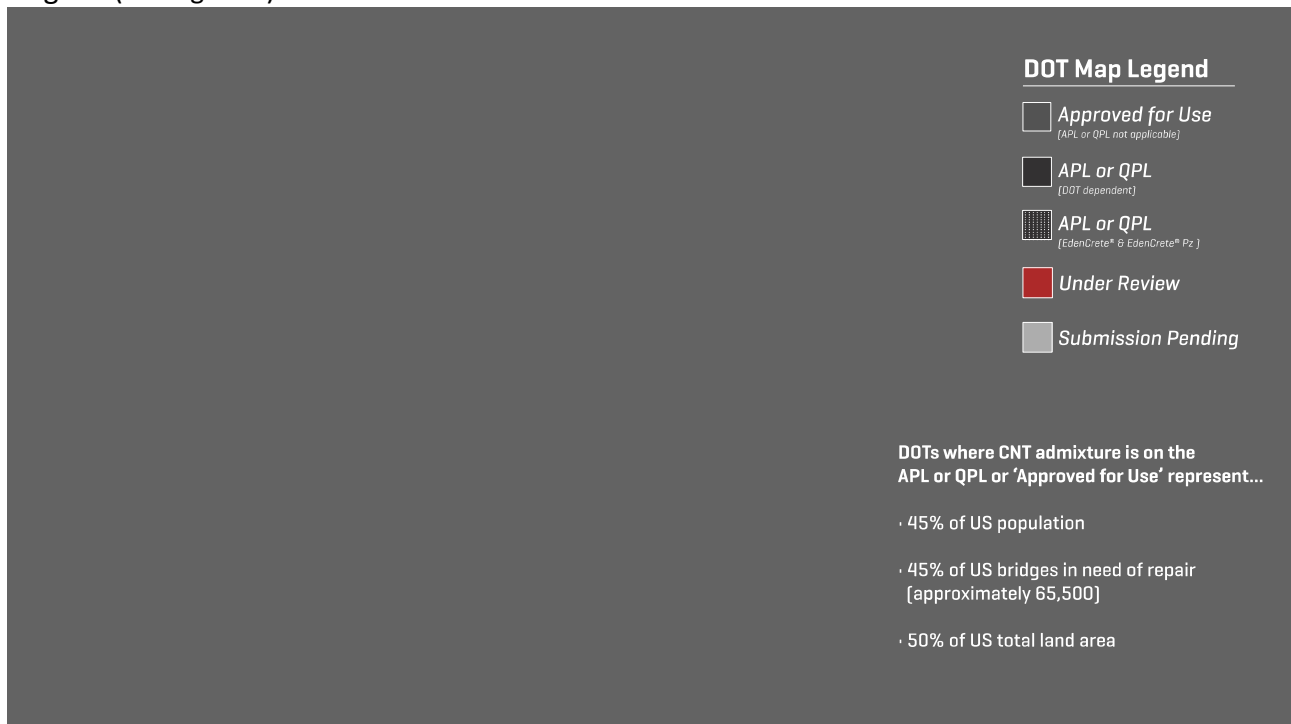 DOT Map Legend
Approved for Use
[APL or QPL not applicable]
APL or QPL
[DOT dependent]
APL or QPL
[EdenCrete® & EdenCrete® Pz ]
Under Review
Submission Pending
DOTs where CNT admixture is on the
APL or QPL or ‘Approved for Use’ represent...
· 45% of US population
· 45% of US bridges in need of repair
[approximately 65,500]
· 50% of US total land area